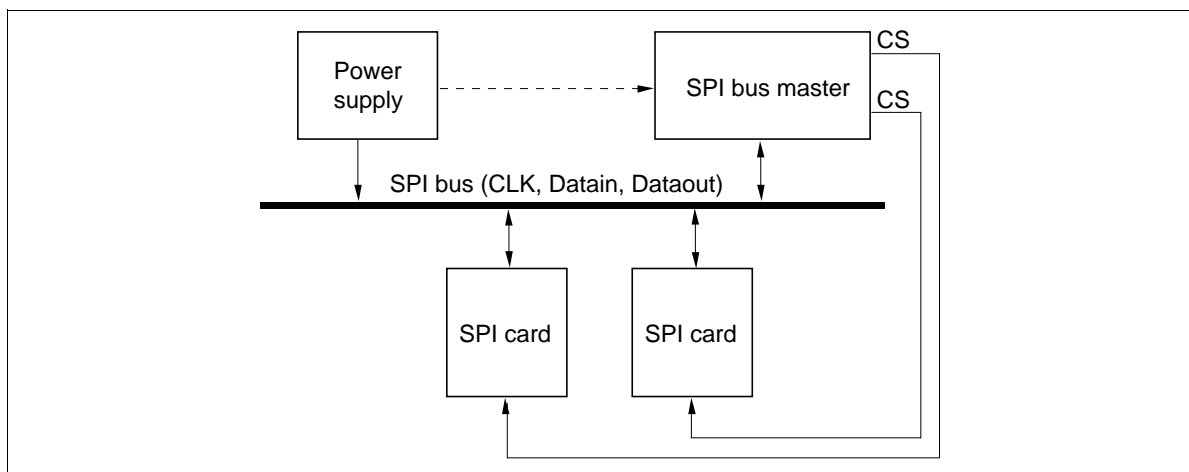 Power
supply
SPI bus master
CS
CS
SPI bus (CLK, Datain, Dataout)
SPI card
SPI card